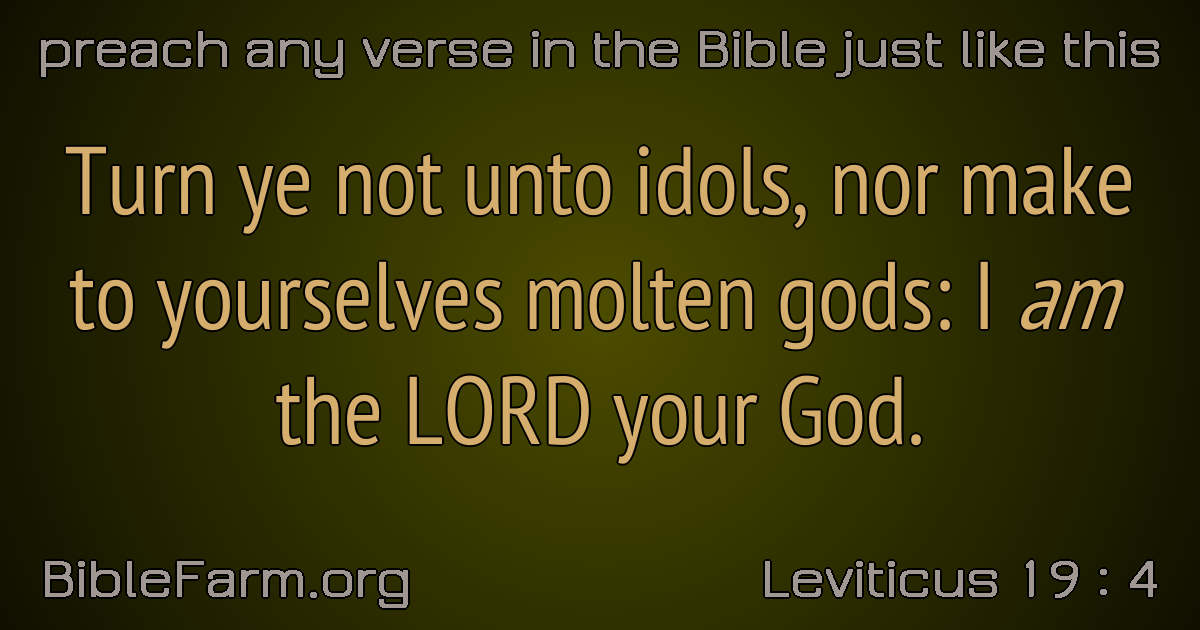 preach any verse in the Bible just like this
Turn ye not unto idols, nor make
to yourselves molten gods: I am
the LORD your God.
BibleFarm.org
Leviticus 19 : 4